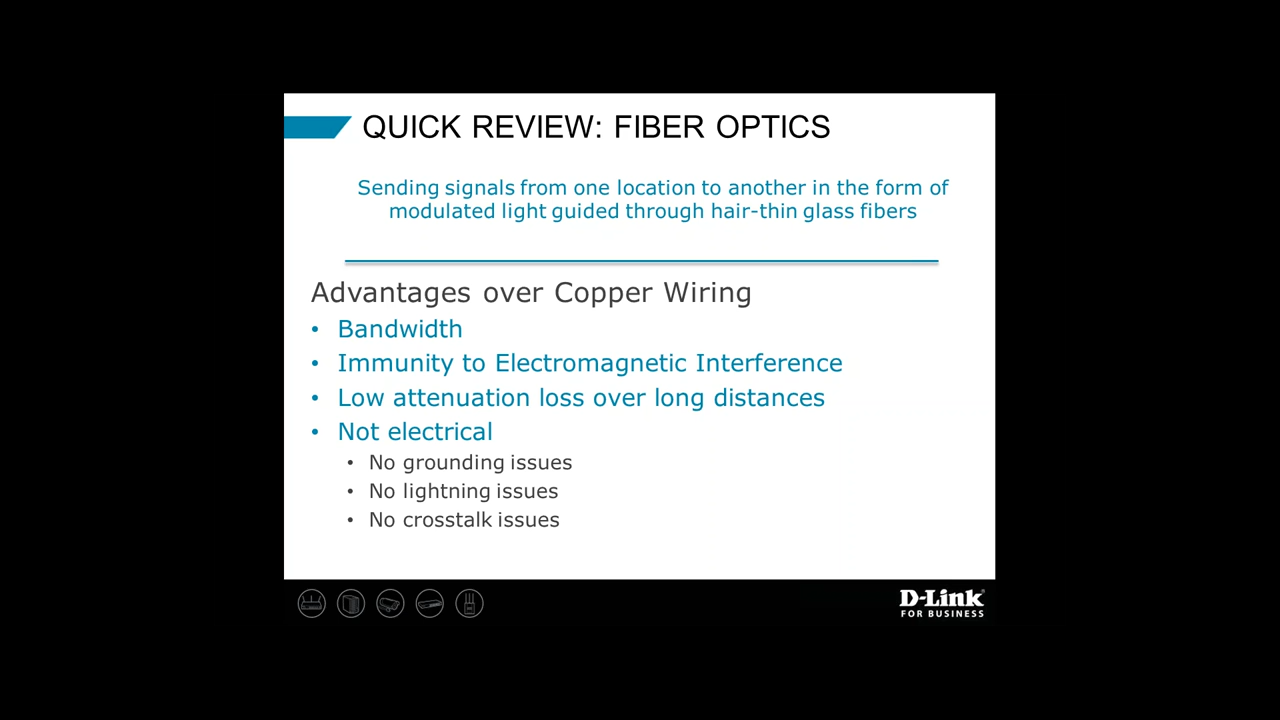 QUICK REVIEW: FIBER OPTICS
Sending signals from one location to another in the form of
modulated light guided through hair-thin glass fibers
Advantages over Copper Wiring
• Bandwidth
• Immunity to Electromagnetic Interference
• Low attenuation loss over long distances
• Not electrical
• No grounding issues
• No lightning issues
• No crosstalk issues
D-Link
FOR BUSINESS